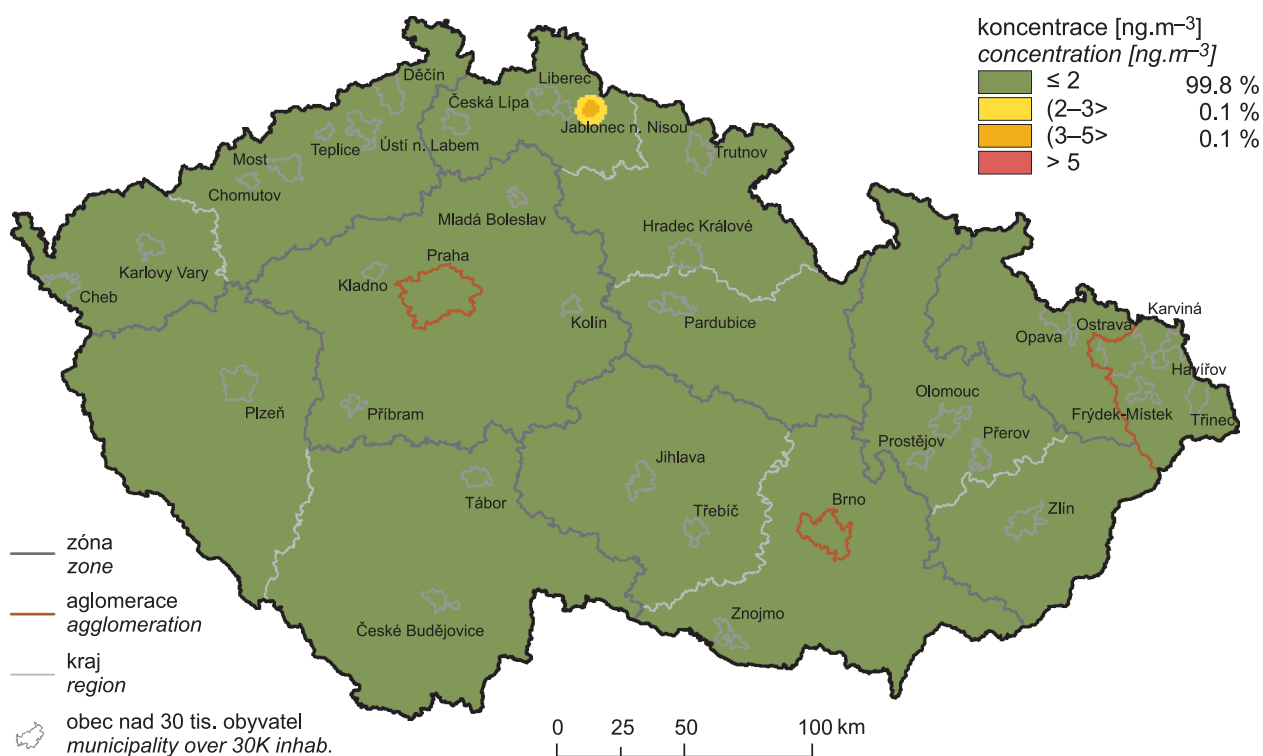 koncentrace [ng.m–3]
concentration [ng.m–3]
≤ 2 99.8 %
(2–3> 0.1 %
(3–5> 0.1 %
> 5
Děčín
Liberec
Česká Lípa
Jablonec n. Nisou
Ústí n. Labem
Teplice
Most
Chomutov
Trutnov
Mladá Boleslav
Hradec Králové
Karlovy Vary
Praha
Kladno
Cheb
Kolín
Pardubice
Karviná
Ostrava
Opava
Havířov
Plzeň
Příbram
Olomouc
Frýdek-Místek
Třinec
Prostějov
Přerov
Jihlava
Tábor
Třebíč
Brno
Zlín
České Budějovice
Znojmo
zóna
zone
aglomerace
agglomeration
kraj
region
obec nad 30 tis. obyvatel
municipality over 30K inhab.
0 25 50 100 km